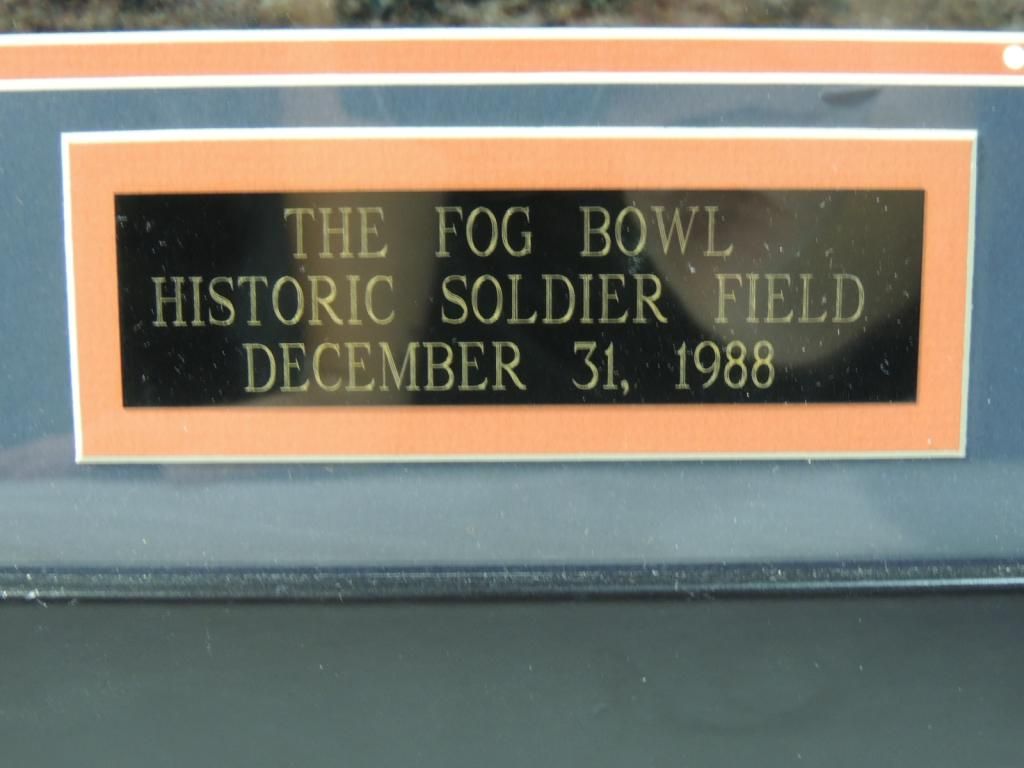 THE FOG BOWL
HISTORIC SOLDIER FIELD
DECEMBER 31, 1988